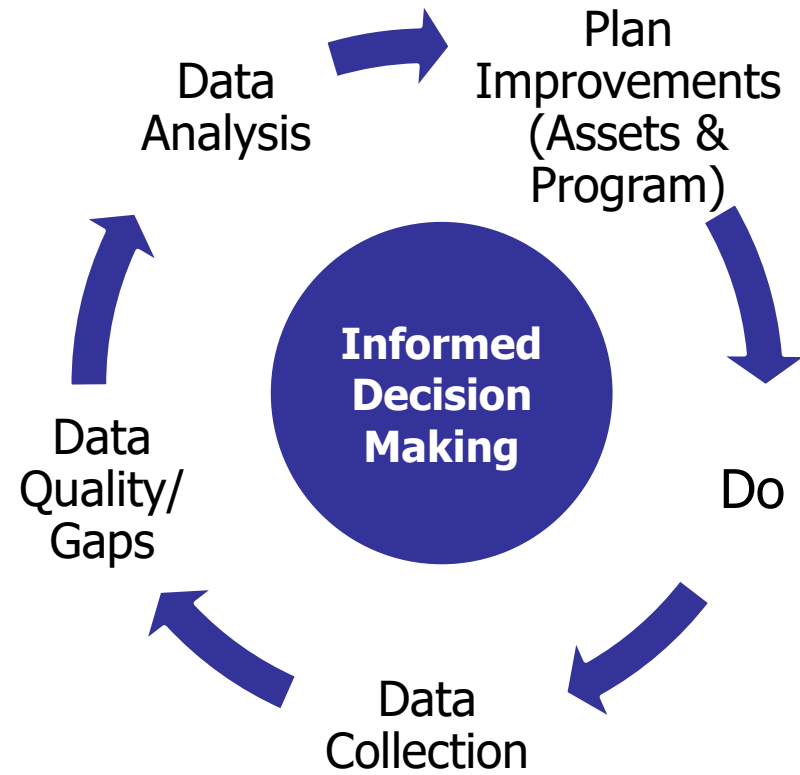 Plan
Improvements
(Assets &
Program)
Data
Analysis
Informed
Decision
Making
Data
Quality/
Gaps
Do
Data
Collection